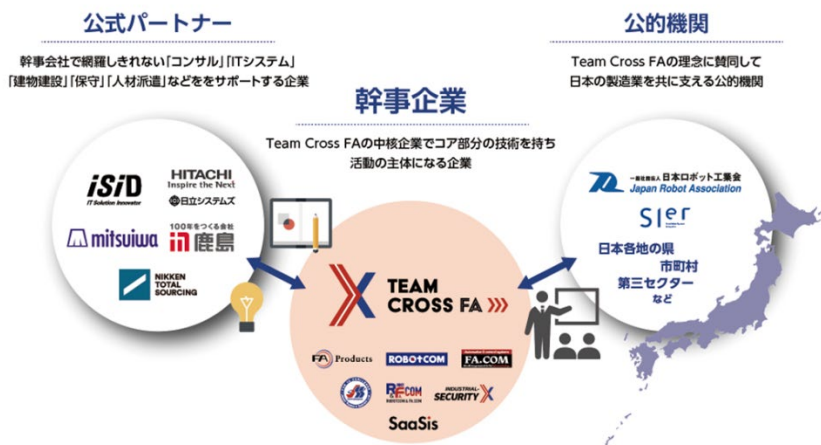 公式パートナー
幹事会社で網羅しきれない「コンサル」「ITシステム」
「建物建設」「保守」「人材派遣」などををサポートする企業
iSiD
IT Solution Innovator
HITACHI
Inspire the Next
日立システムズ
mitsuiwa
100年をつくる会社
鹿島
NIKKEN
TOTAL
SOURCING
幹事企業
Team Cross FAの中核企業でコア部分の技術を持ち
活動の主体になる企業
TEAM
CROSS FA
FA Products
ROBOTCOM
FA.COM
INDUSTRIAL-
SECURITY X
SaaSis
公的機関
Team Cross FAの理念に賛同して
日本の製造業を共に支える公的機関
一般社団法人 日本ロボット工業会
Japan Robot Association
SIer
日本各地の県
市町村
第三セクター
など